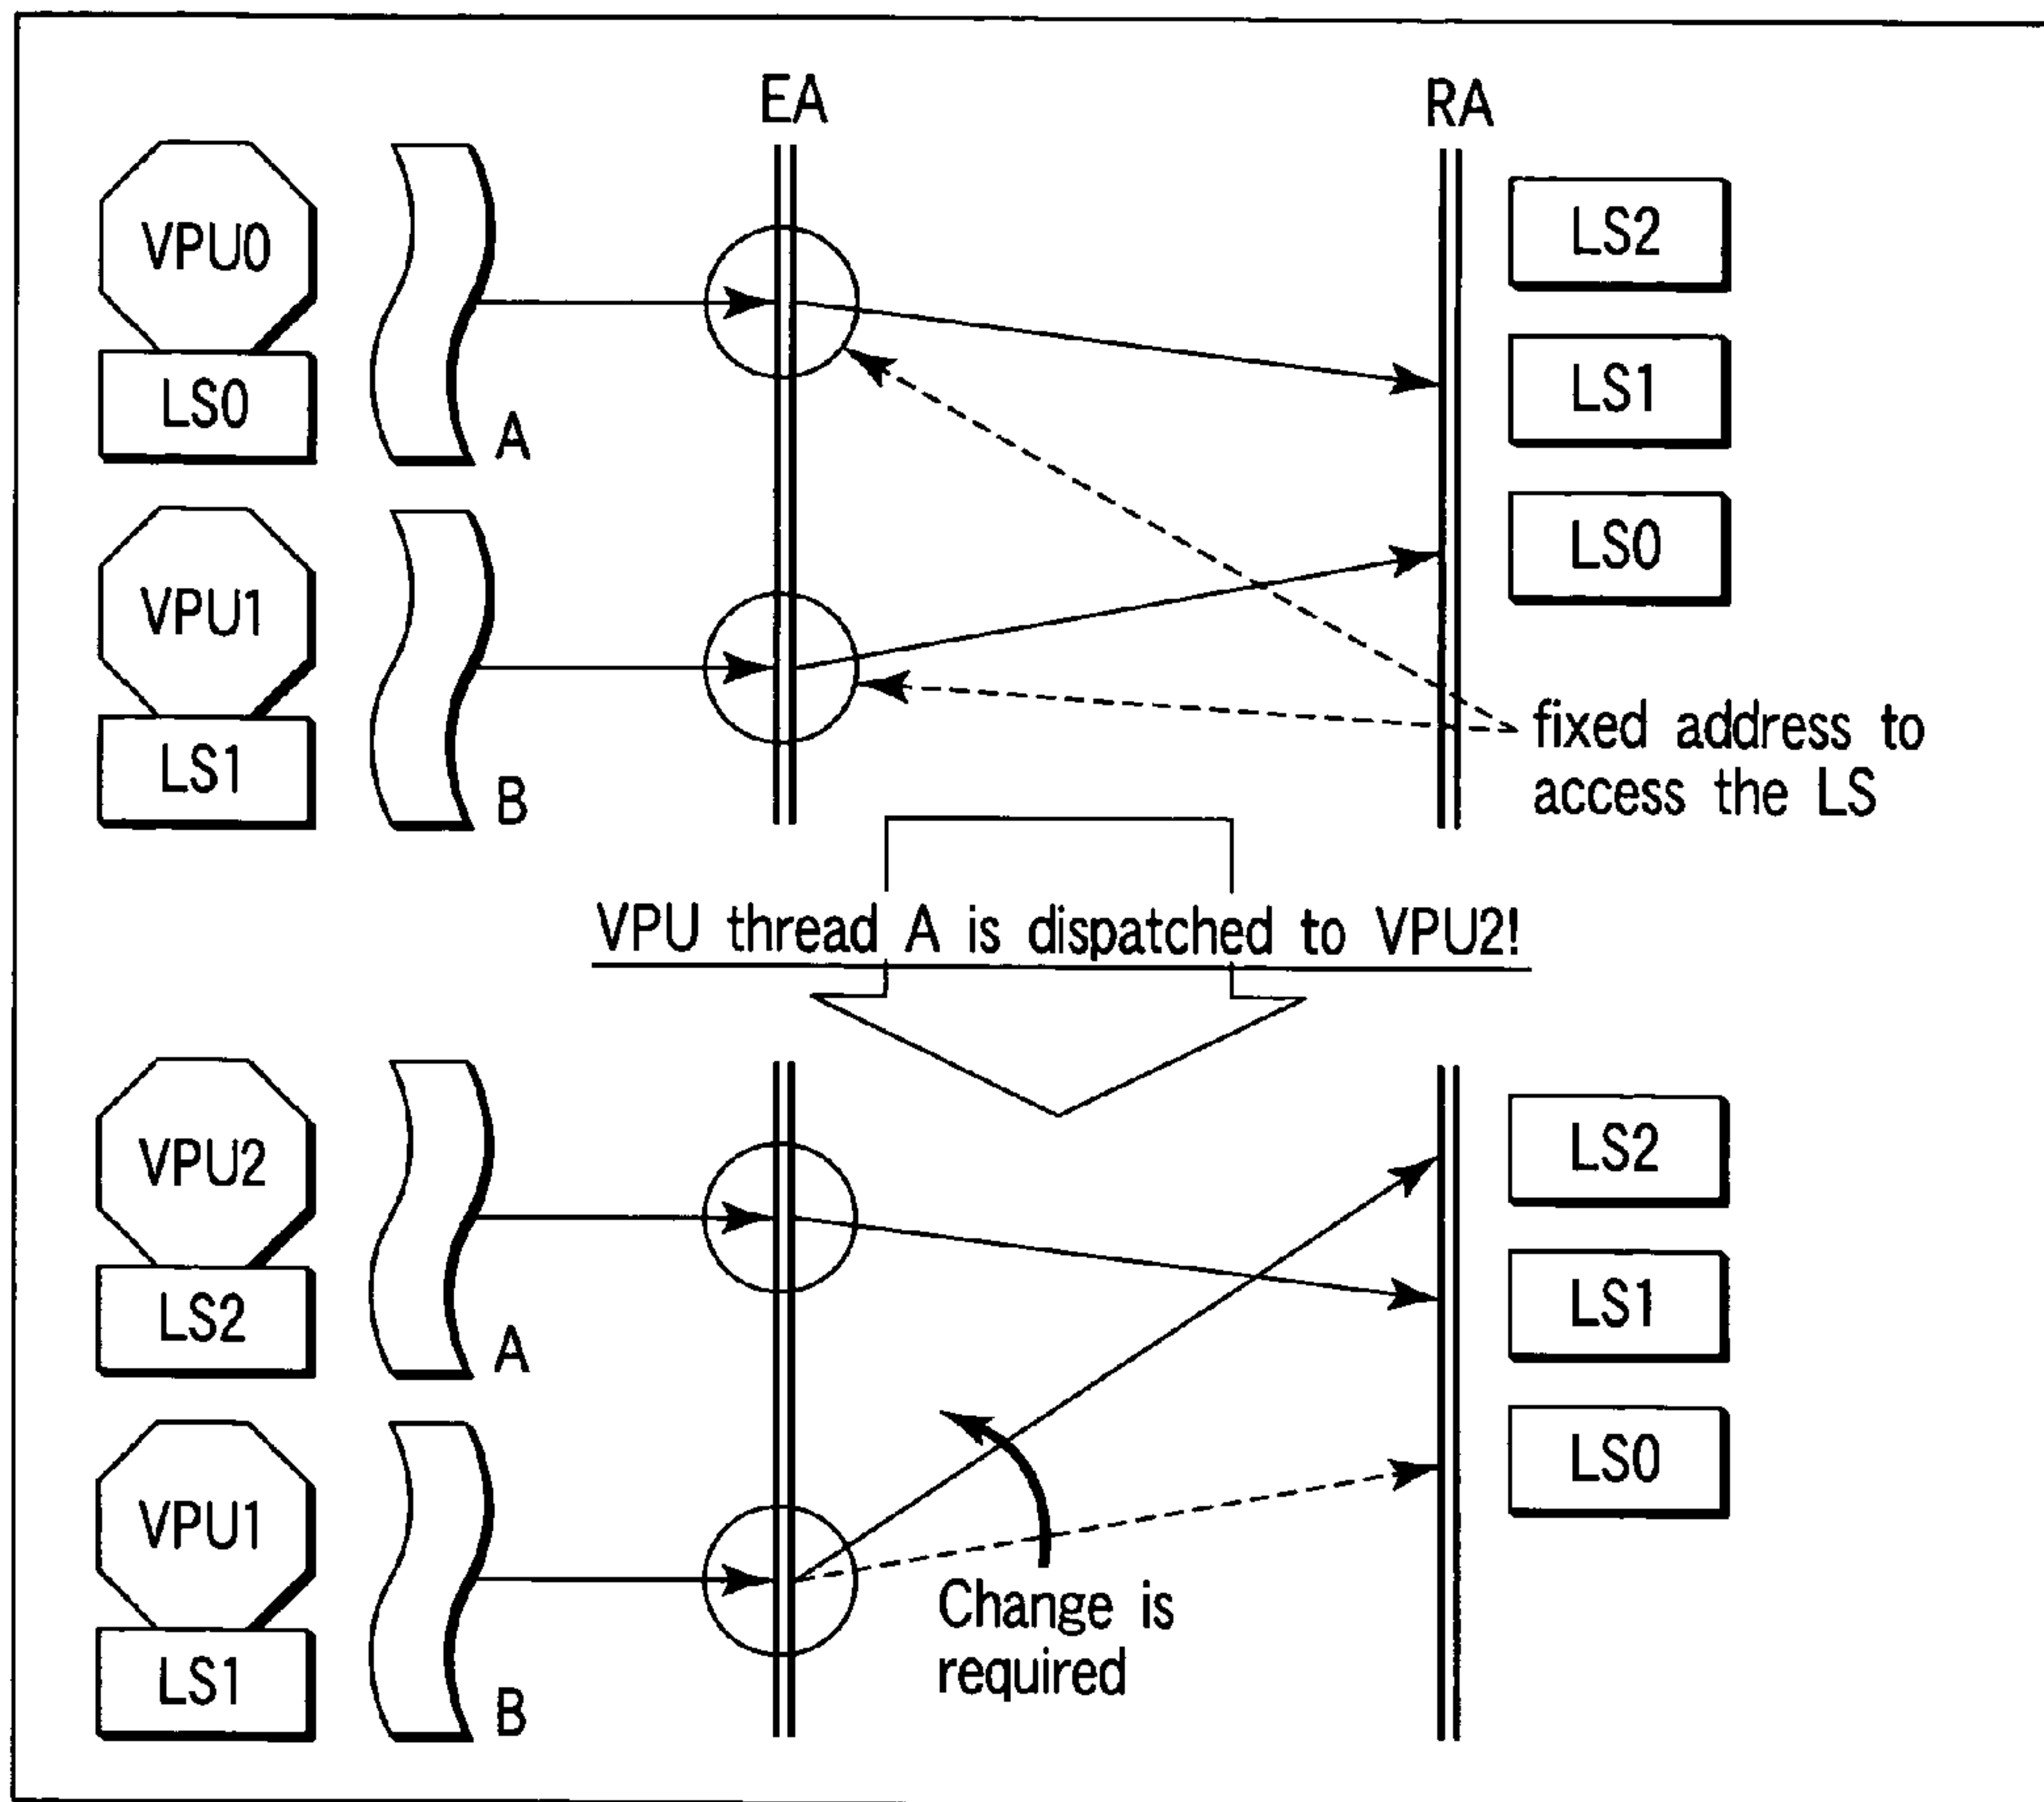 EA
RA
VPU0
LS0
A
LS2
LS1
LS0
VPU1
LS1
B
fixed address to
access the LS
VPU thread A is dispatched to VPU2!
VPU2
LS2
A
LS2
LS1
LS0
VPU1
LS1
B
Change is
required